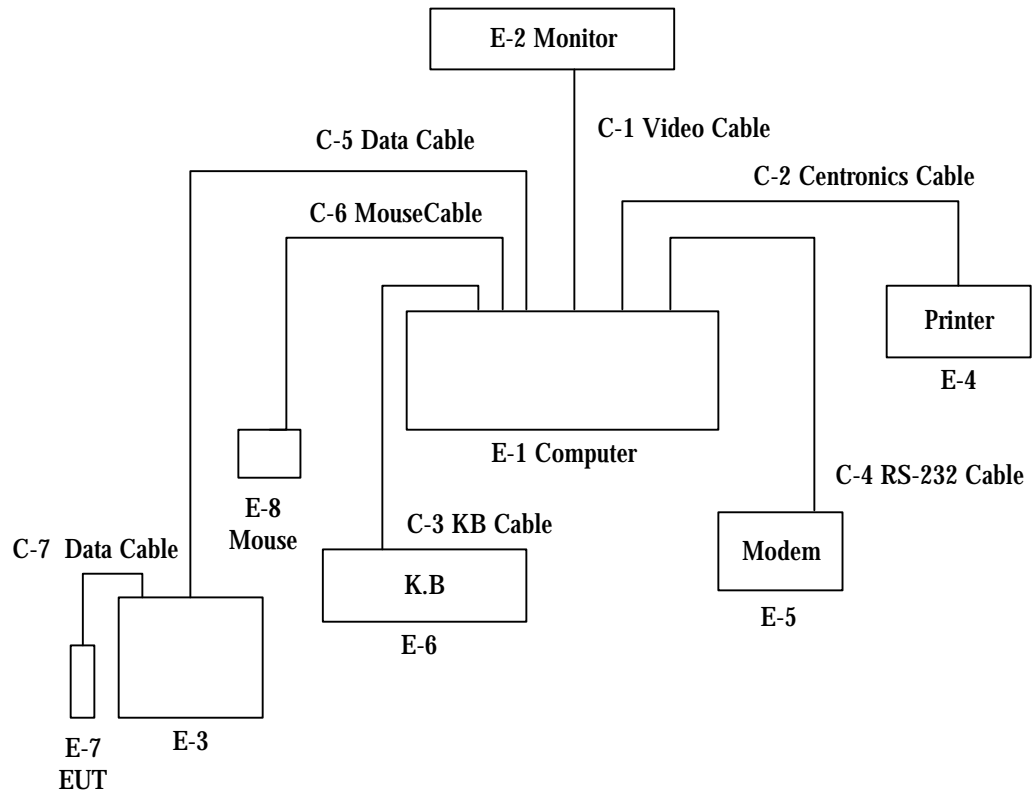 E-2 Monitor
C-1 Video Cable
C-5 Data Cable
C-2 Centronics Cable
C-6 MouseCable
Printer
E-4
E-1 Computer
C-4 RS-232 Cable
E-8
Mouse
C-3 KB Cable
C-7 Data Cable
Modem
K.B
E-5
E-6
E-3
E-7
EUT